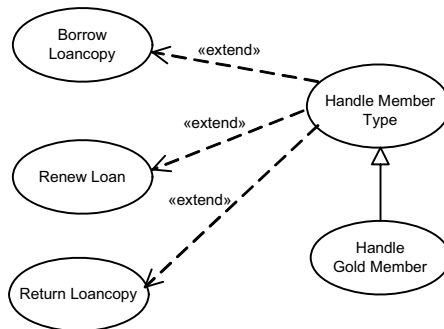 Borrow
Loancopy
«extend»
Handle Member
Type
«extend»
Renew Loan
«extend»
Handle
Gold Member
Return Loancopy